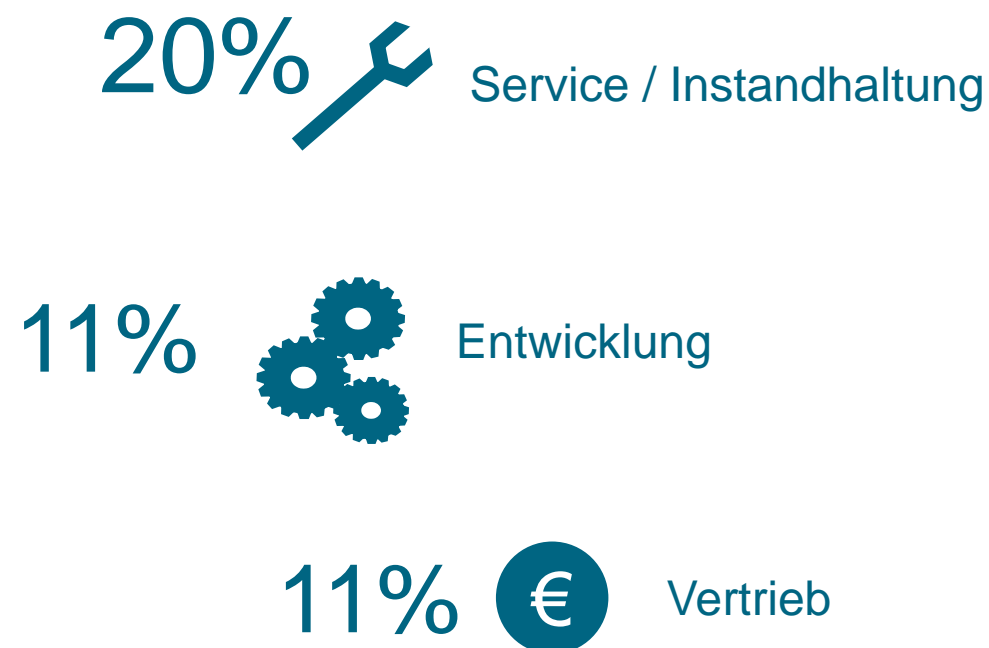 20% Service / Instandhaltung
11% Entwicklung
11% € Vertrieb